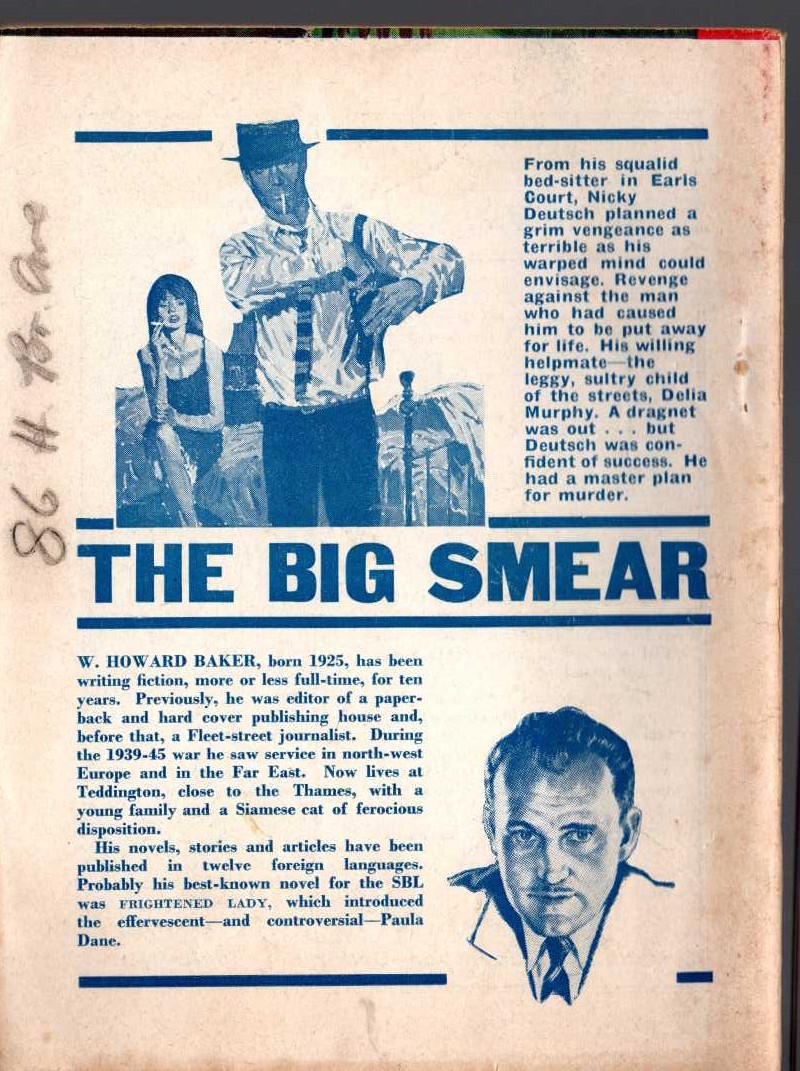 From his squalid
bed-sitter in Earls
Court, Nicky
Deutsch planned a
grim vengeance as
terrible as his
warped mind could
envisage. Revenge
against the man
who had caused
him to be put away
for life. His willing
helpmate—the
leggy, sultry child
of the streets, Delia
Murphy. A dragnet
was out . . . but
Deutsch was con-
fident of success. He
had a master plan
for murder.
THE BIG SMEAR
W. HOWARD BAKER, born 1925, has been
writing fiction, more or less full-time, for ten
years. Previously, he was editor of a paper-
back and hard cover publishing house and,
before that, a Fleet-street journalist. During
the 1939-45 war he saw service in north-west
Europe and in the Far East. Now lives at
Teddington, close to the Thames, with a
young family and a Siamese cat of ferocious
disposition.
His novels, stories and articles have been
published in twelve foreign languages.
Probably his best-known novel for the SBL
was FRIGHTENED LADY, which introduced
the effervescent—and controversial—Paula
Dane.
86 H. Br. Ave